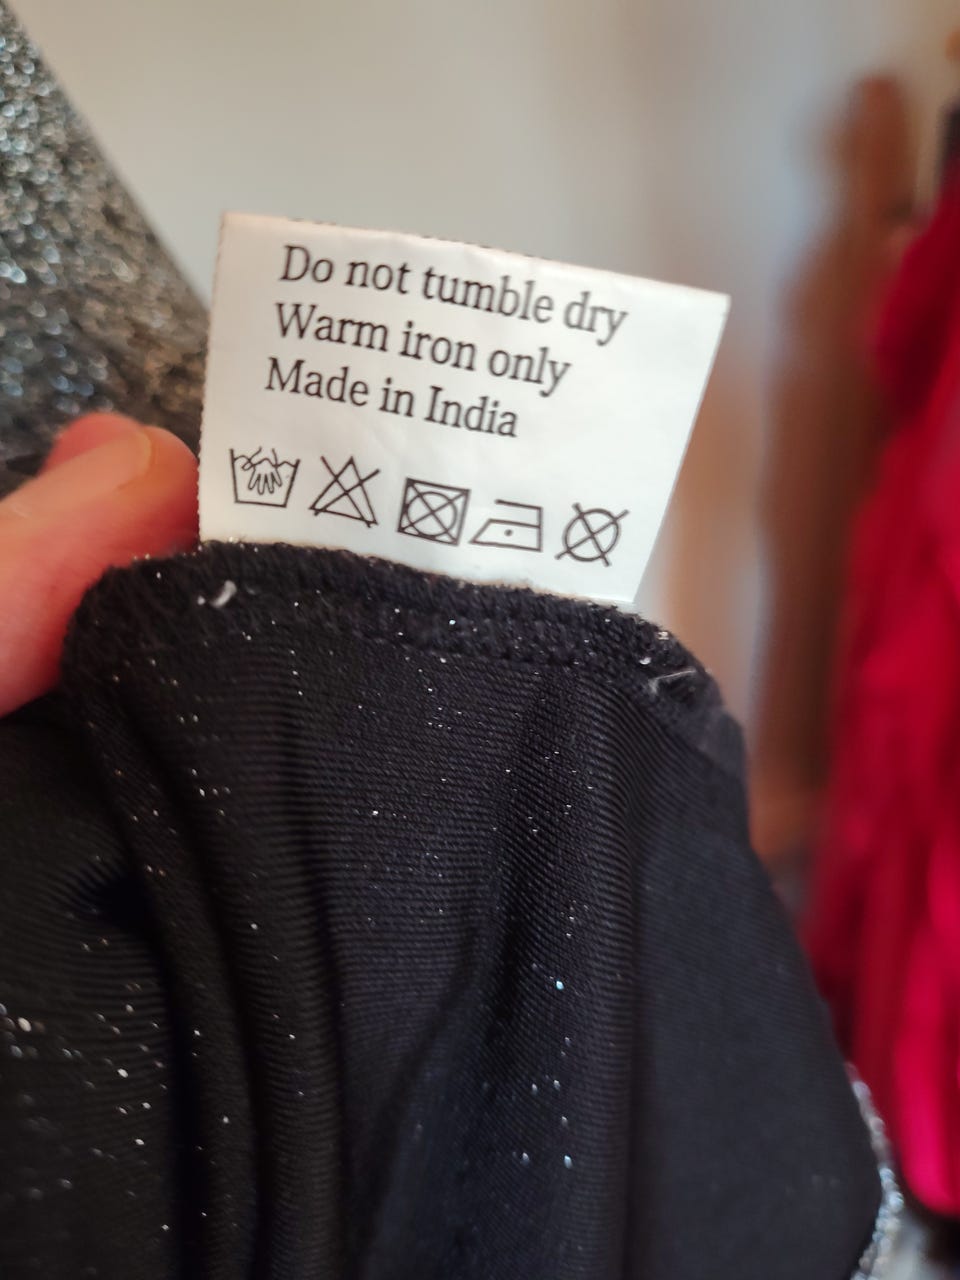 Do not tumble dry
Warm iron only
Made in India